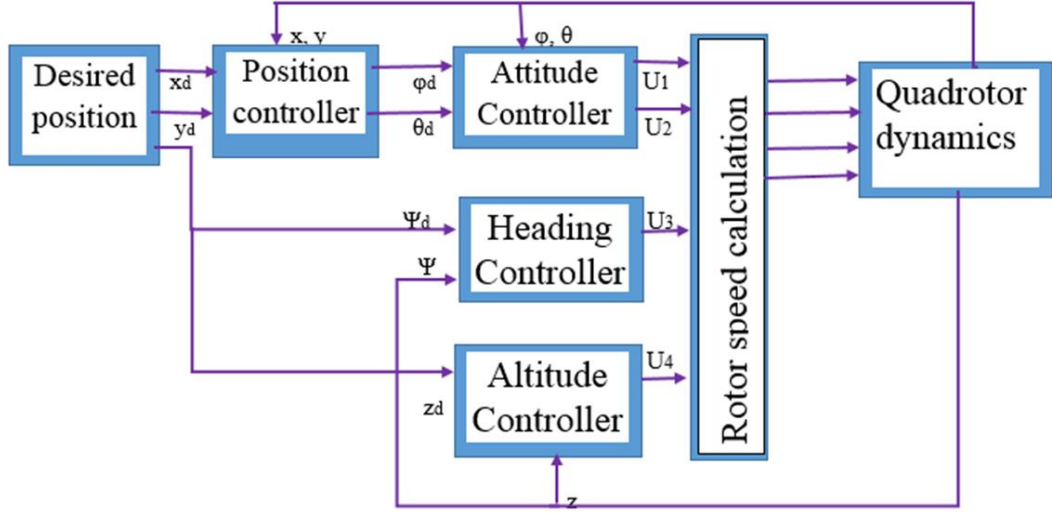 x, y
φ, θ
Desired
position
xd
yd
Position
controller
φd
θd
Attitude
Controller
U1
U2
Rotor speed calculation
Quadrotor
dynamics
Ψd
Ψ
Heading
Controller
U3
zd
Altitude
Controller
U4
z